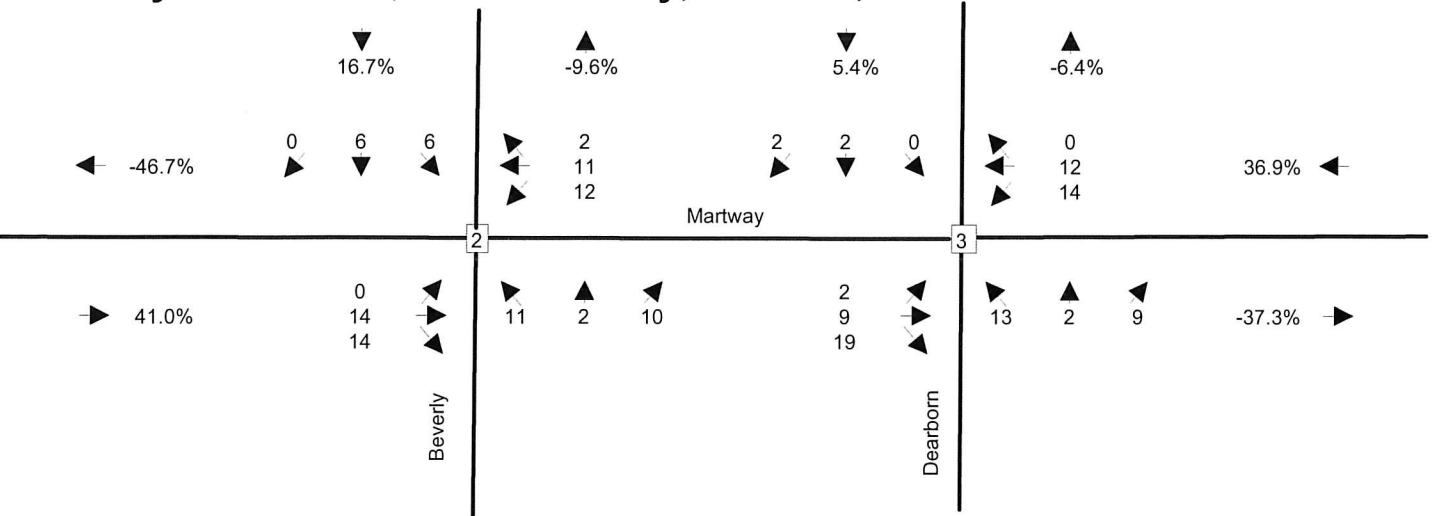 16.7% -9.6% 5.4% -6.4%
0 6 6 2 2 2 0 0
-46.7% 11 12 36.9%
12 14
Martway
2 3
0 2
41.0% 14 11 2 10 9 13 2 9 -37.3%
14 19
Beverly Dearborn